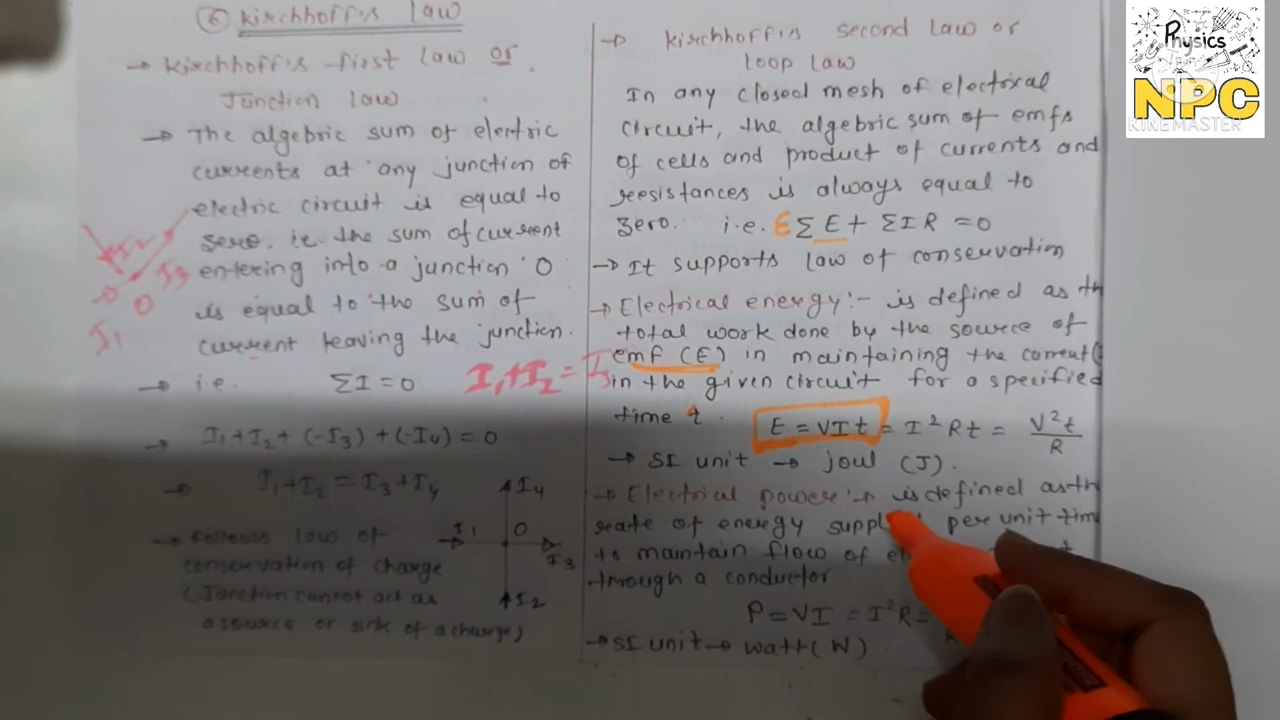 ⑥ Kirchhoff's Law
→ Kirchhoff's first Law or
Junction Law
→ The algebric sum of electric
currents at any junction of
electric circuit is equal to
zero. i.e. the sum of current
entering into a junction 'O'
is equal to the sum of
current leaving the junction.
→ i.e. ΣI=0
I₁+I₂ = I₃
→ I₁+I₂+(-I₃)+(-I₄)=0
→ I₁+I₂ = I₃+I₄
→ follows law of
conservation of charge
(Junction cannot act as
a source or sink of a charge)
I₂
I₃
O
I₁
I₄
I₁
O
I₃
I₂
→ Kirchhoff's second Law or
Loop Law
In any closed mesh of electrical
circuit, the algebric sum of emfs
of cells and product of currents and
resistances is always equal to
zero. i.e. ε ΣE + ΣIR = 0
→ It supports law of conservation
→ Electrical energy:- is defined as th
total work done by the source of
emf (E) in maintaining the current
in the given circuit for a specified
time t.
E = VIt = I²Rt = V²t/R
→ SI unit → joul (J).
→ Electrical power:→ is defined as th
rate of energy per unit tim
to maintain flow of
through a conductor
P = VI = I²R =
→ SI unit → watt (W)
Physics
NPC
KINEMASTER